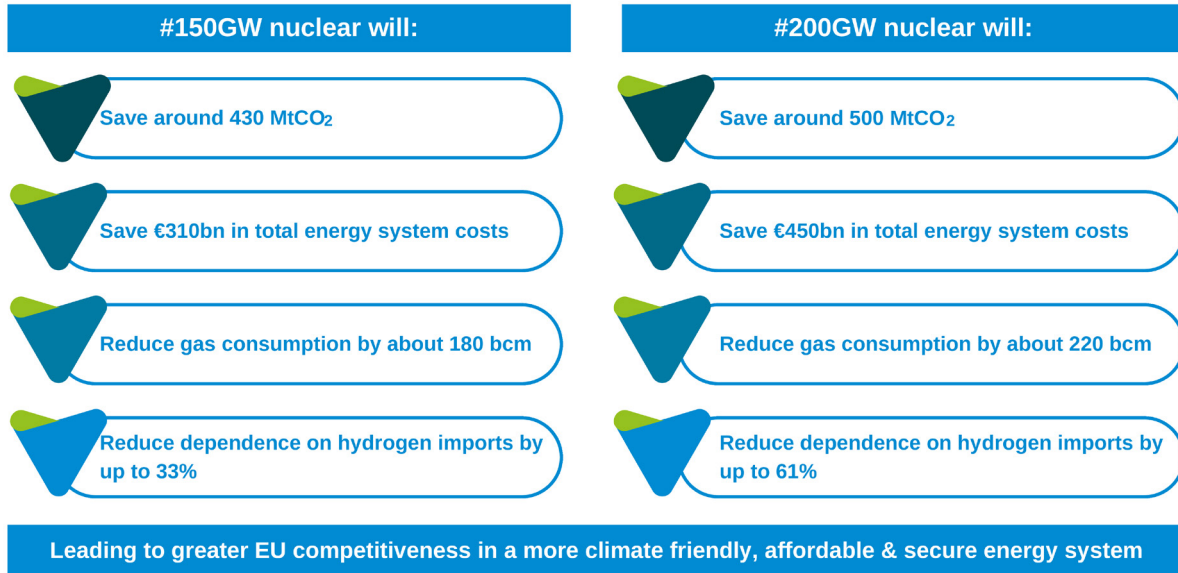 #150GW nuclear will:
Save around 430 MtCO₂
Save €310bn in total energy system costs
Reduce gas consumption by about 180 bcm
Reduce dependence on hydrogen imports by
up to 33%
#200GW nuclear will:
Save around 500 MtCO₂
Save €450bn in total energy system costs
Reduce gas consumption by about 220 bcm
Reduce dependence on hydrogen imports by
up to 61%
Leading to greater EU competitiveness in a more climate friendly, affordable & secure energy system